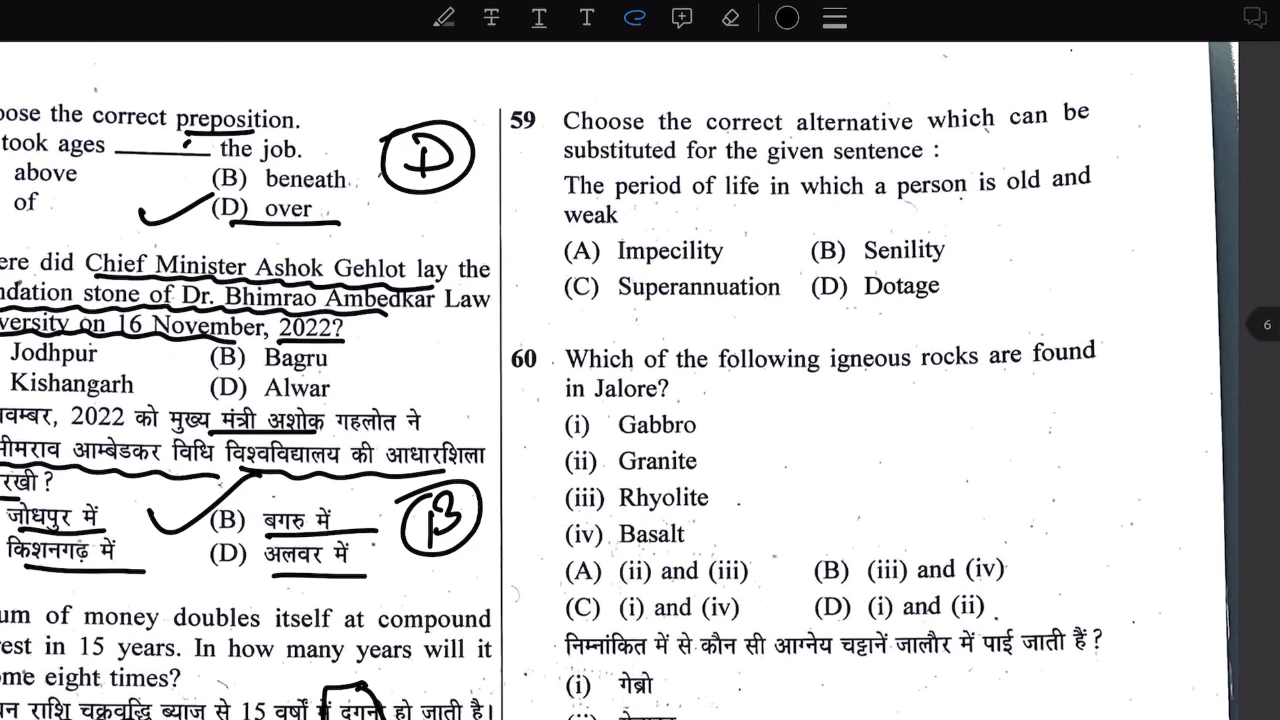 oose the correct preposition.
took ages ________ the job.
above (B) beneath
of (D) over
D
ere did Chief Minister Ashok Gehlot lay the
ndation stone of Dr. Bhimrao Ambedkar Law
versity on 16 November, 2022?
Jodhpur (B) Bagru
Kishangarh (D) Alwar
वम्बर, 2022 को मुख्य मंत्री अशोक गहलोत ने
मीमराव आम्बेडकर विधि विश्वविद्यालय की आधारशिला
रखी ?
जोधपुर में (B) बगरु में
किशनगढ़ में (D) अलवर में
B
um of money doubles itself at compound
rest in 15 years. In how many years will it
ome eight times?
धन राशि चक्रवृद्धि ब्याज से 15 वर्षों में दुगना हो जाती है।
59 Choose the correct alternative which can be
substituted for the given sentence :
The period of life in which a person is old and
weak
(A) Impecility (B) Senility
(C) Superannuation (D) Dotage
60 Which of the following igneous rocks are found
in Jalore?
(i) Gabbro
(ii) Granite
(iii) Rhyolite
(iv) Basalt
(A) (ii) and (iii) (B) (iii) and (iv)
(C) (i) and (iv) (D) (i) and (ii)
निम्नांकित में से कौन सी आग्नेय चट्टानें जालौर में पाई जाती हैं ?
(i) गेब्रो
6